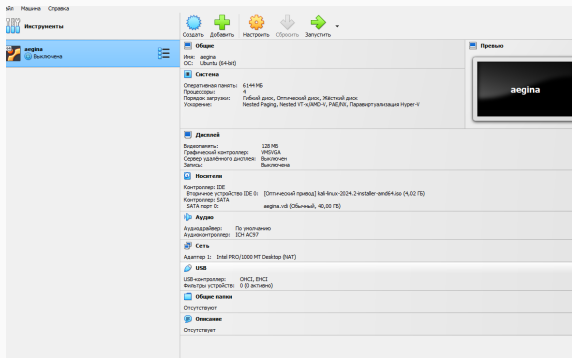 айл Машина Справка
Инструменты
Создать Добавить Настроить Сбросить Запустить
aegina
Выключена
Общие
Имя: aegina
ОС: Ubuntu (64-bit)
Превью
aegina
Система
Оперативная память: 6144 МБ
Процессоры: 4
Порядок загрузки: Гибкий диск, Оптический диск, Жёсткий диск
Ускорение: Nested Paging, Nested VT-x/AMD-V, PAE/NX, Паравиртуализация Hyper-V
Дисплей
Видеопамять: 128 МБ
Графический контроллер: VMSVGA
Сервер удалённого дисплея: Выключен
Запись: Выключена
Носители
Контроллер: IDE
Вторичное устройство IDE 0: [Оптический привод] kali-linux-2024.2-installer-amd64.iso (4,02 ГБ)
Контроллер: SATA
SATA порт 0: aegina.vdi (Обычный, 40,00 ГБ)
Аудио
Аудиодрайвер: По умолчанию
Аудиоконтроллер: ICH AC97
Сеть
Адаптер 1: Intel PRO/1000 MT Desktop (NAT)
USB
USB-контроллер: OHCI, EHCI
Фильтры устройств: 0 (0 активно)
Общие папки
Отсутствуют
Описание
Отсутствует